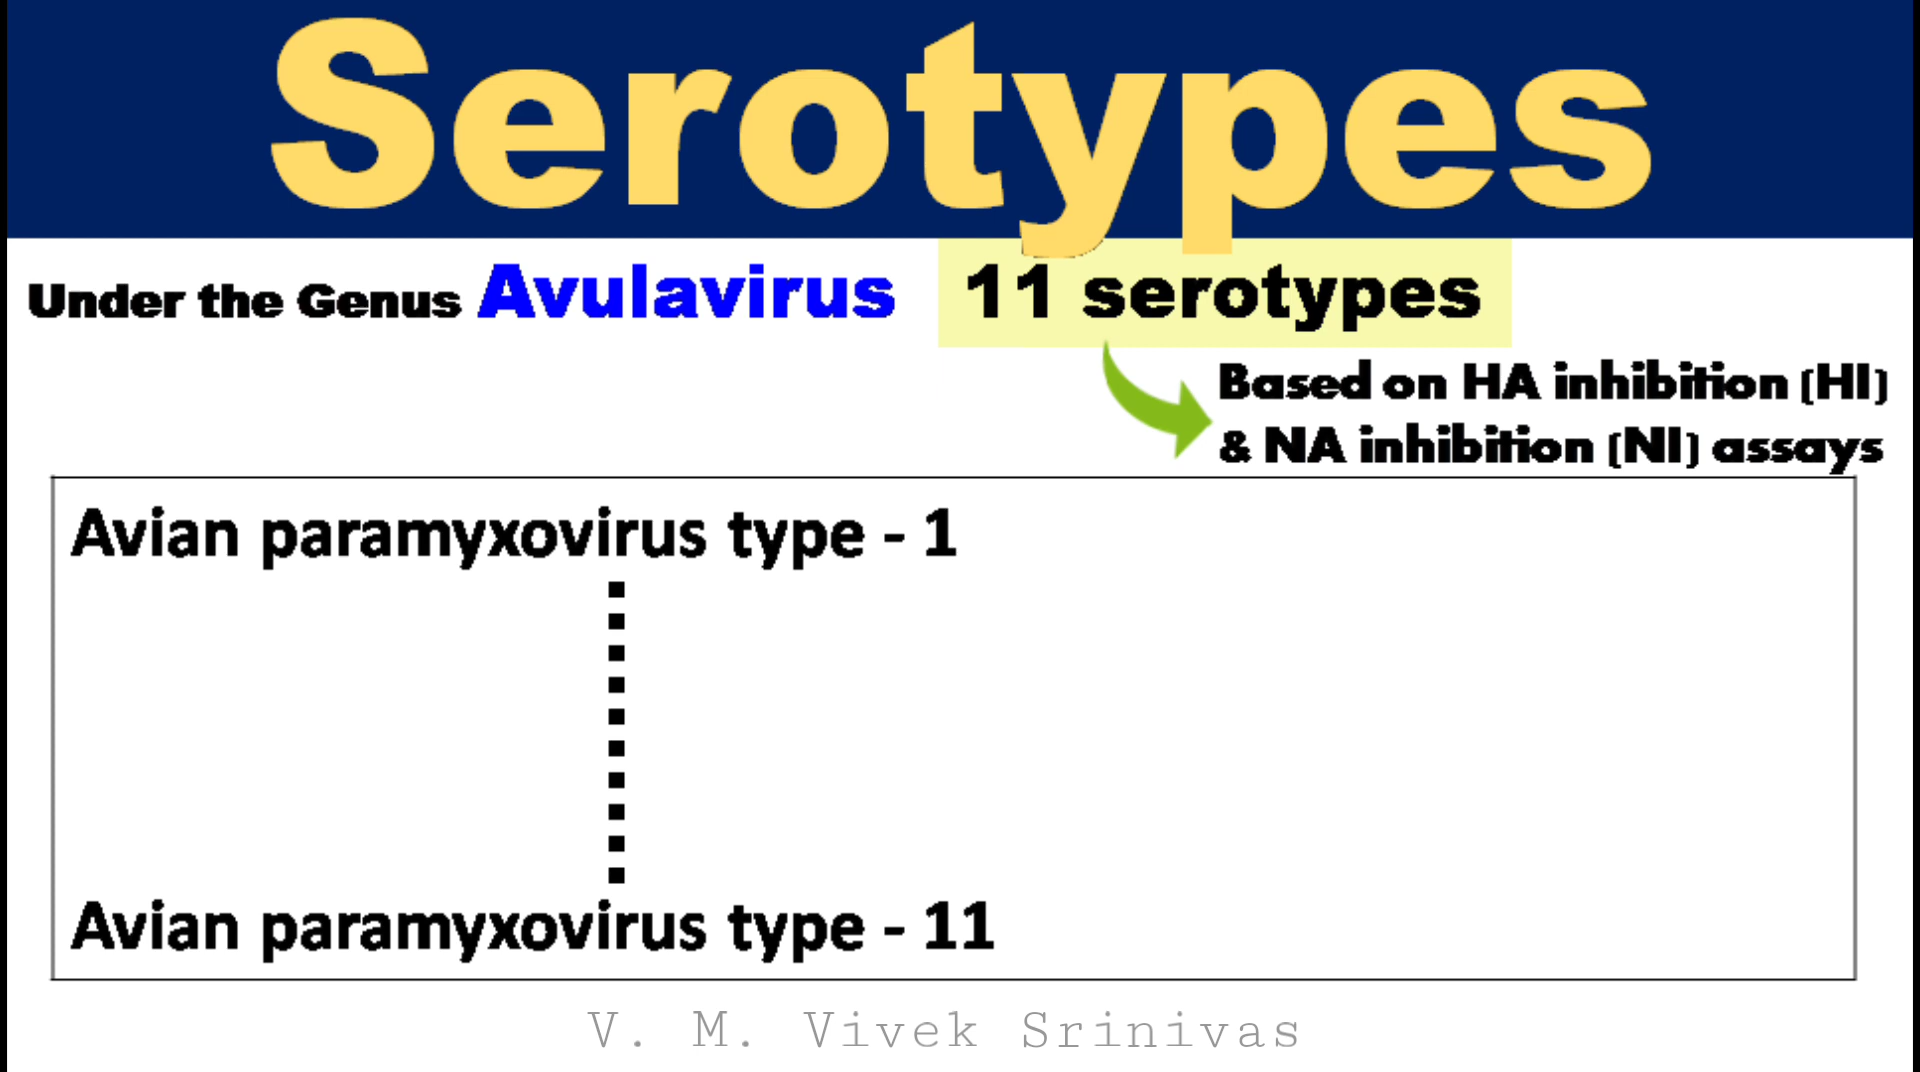 Serotypes
Under the Genus Avulavirus 11 serotypes
Based on HA inhibition (HI)
& NA inhibition (NI) assays
Avian paramyxovirus type - 1
Avian paramyxovirus type - 11
V. M. Vivek Srinivas